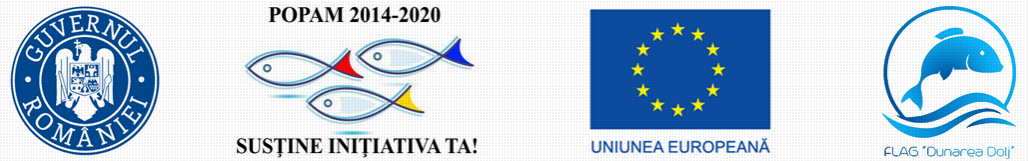 GUVERNUL
ROMÂNIEI
POPAM 2014-2020
SUSȚINE INIȚIATIVA TA!
UNIUNEA EUROPEANĂ
FLAG "Dunarea Dolj"